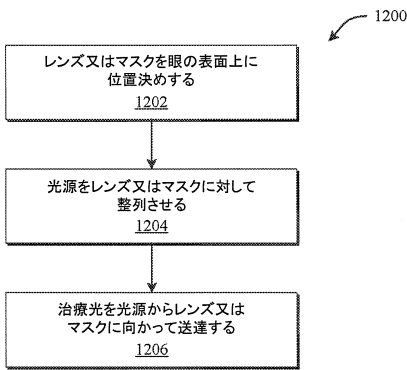 1200
レンズ又はマスクを眼の表面上に
位置決めする
1202
光源をレンズ又はマスクに対して
整列させる
1204
治療光を光源からレンズ又は
マスクに向かって送達する
1206